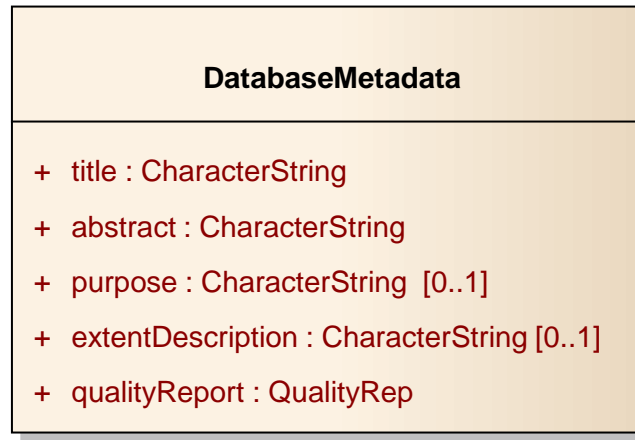 DatabaseMetadata
+ title : CharacterString
+ abstract : CharacterString
+ purpose : CharacterString [0..1]
+ extentDescription : CharacterString [0..1]
+ qualityReport : QualityRep